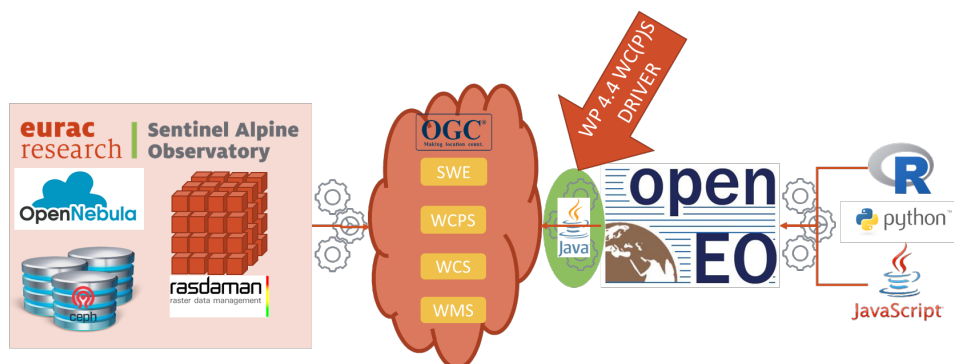 eurac
research
Sentinel Alpine
Observatory
OpenNebula
ceph
rasdaman
raster data management
OGC®
Making location count.
SWE
WCPS
WCS
WMS
WP 4.4 WC(P)S
DRIVER
Java
open
EO
R
python™
JavaScript